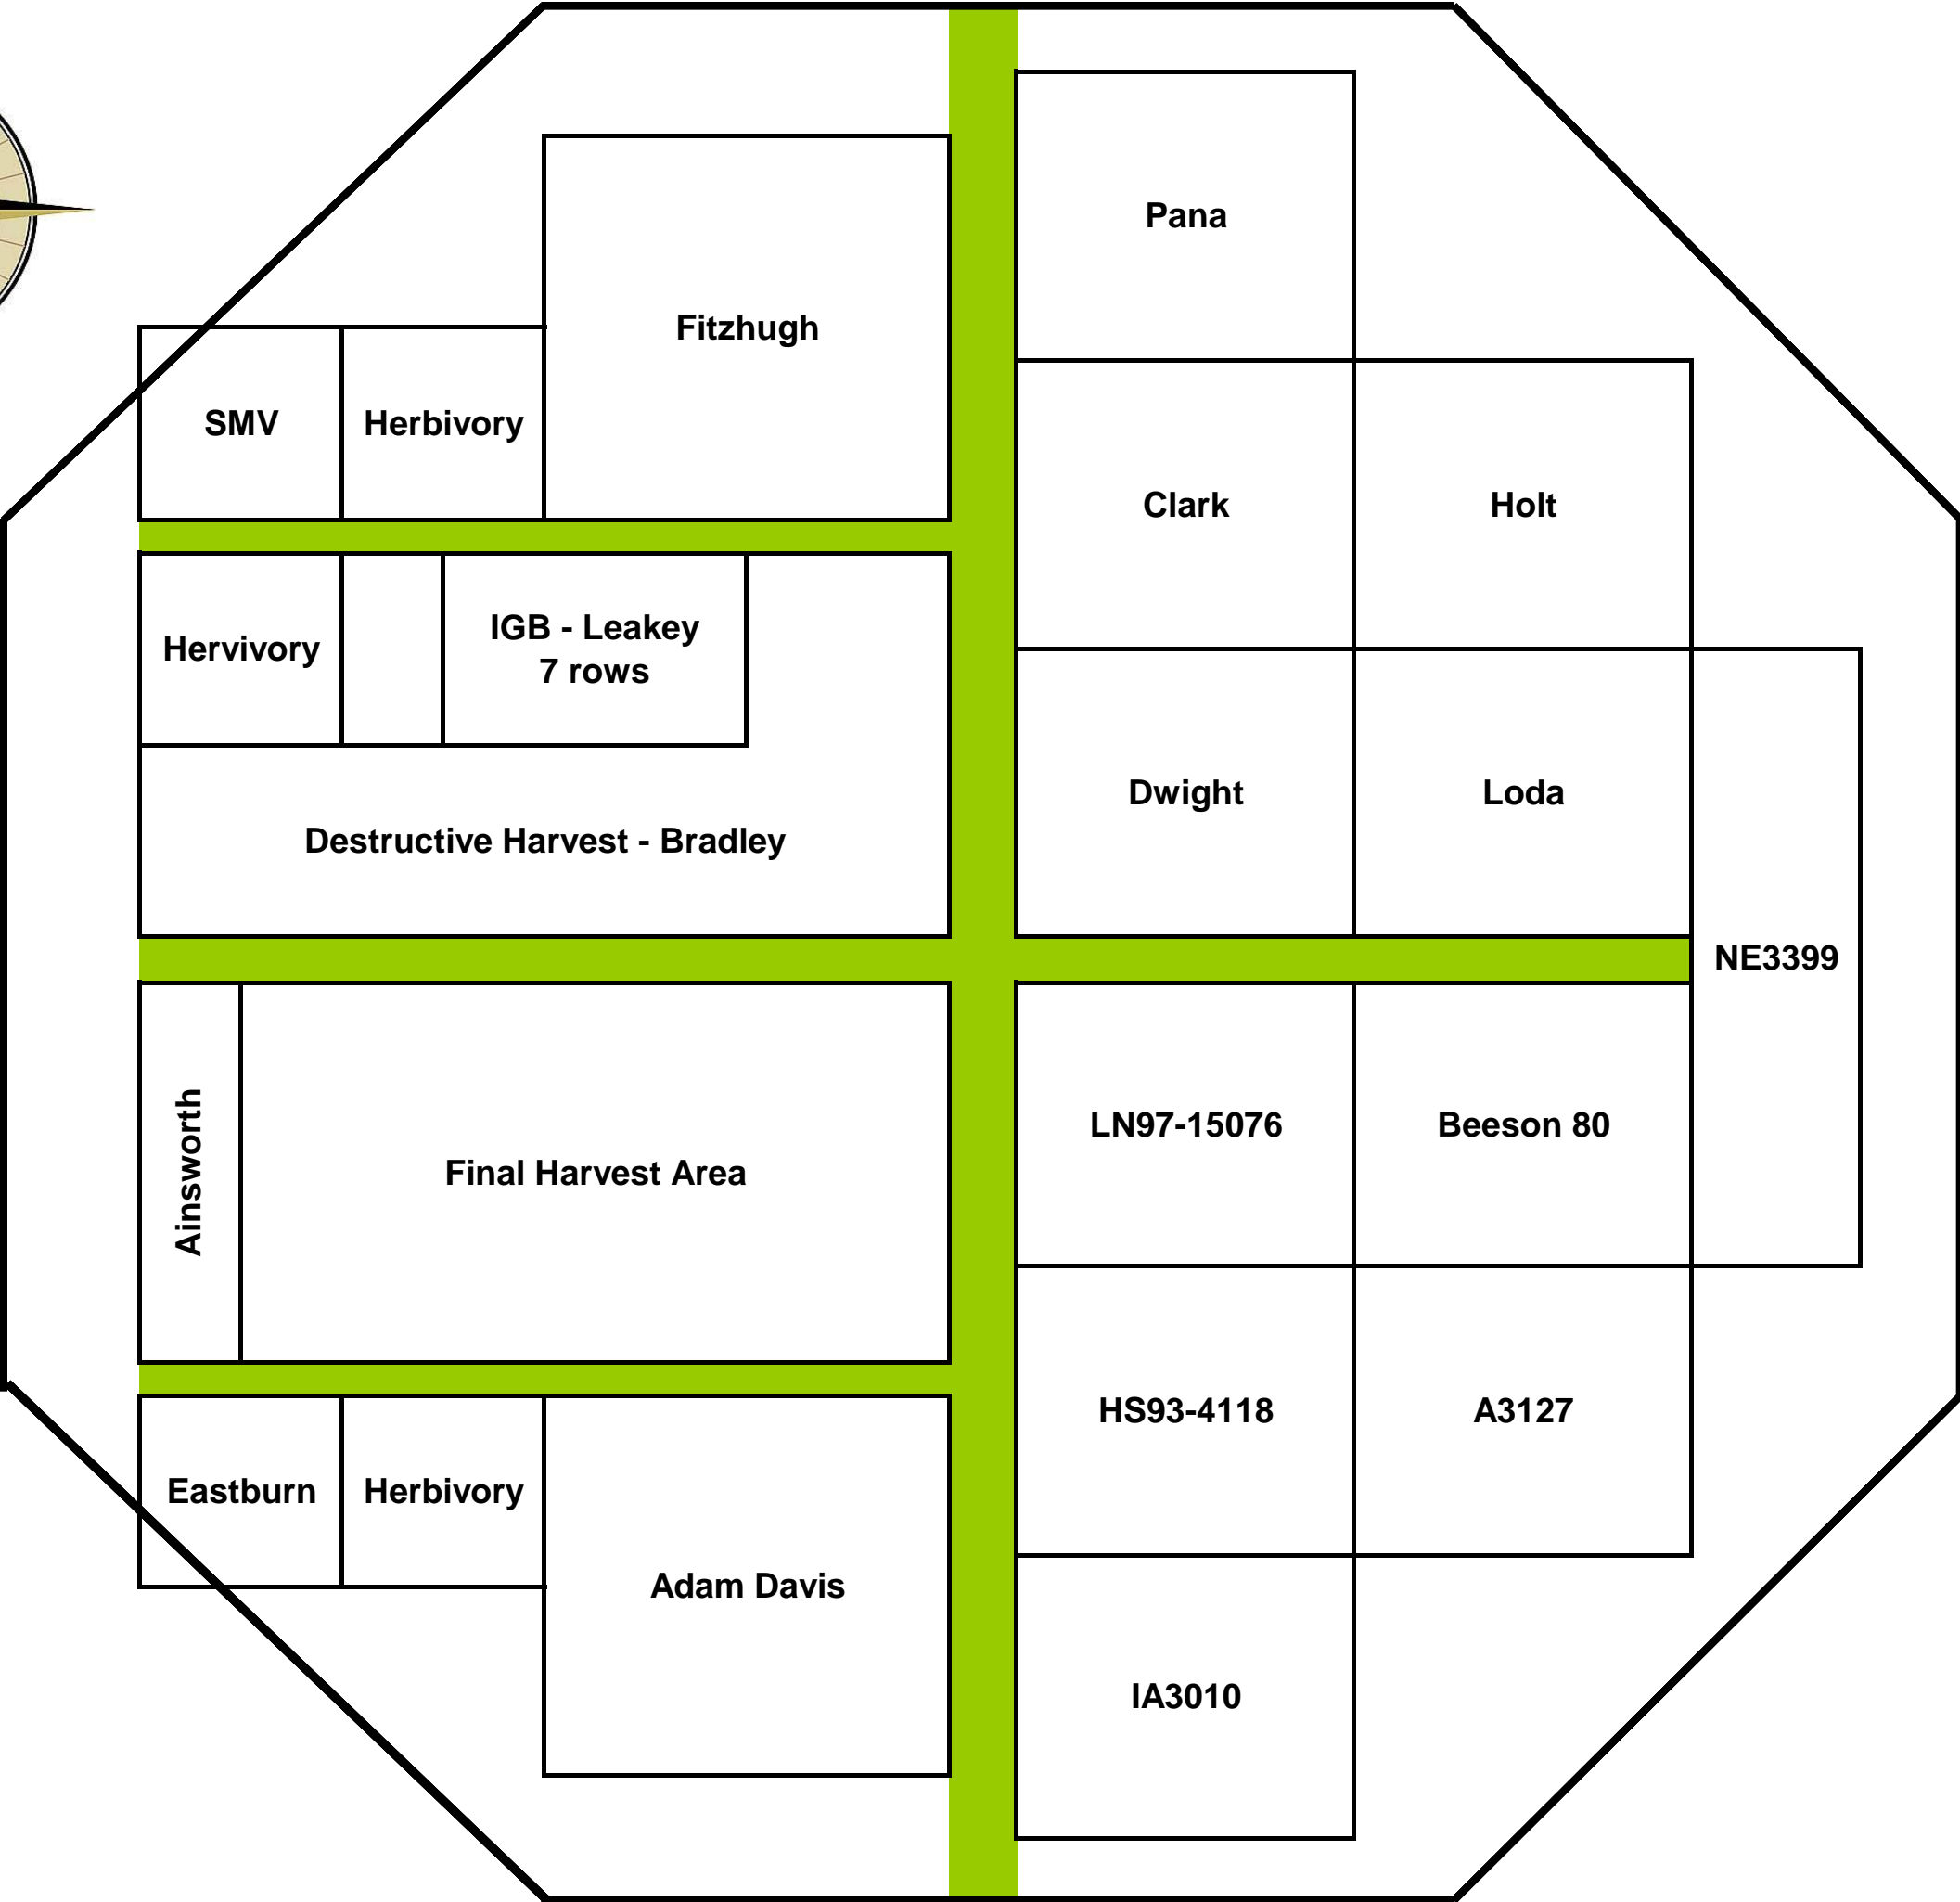 Pana
Fitzhugh
SMV
Herbivory
Clark
Holt
Hervivory
IGB - Leakey
7 rows
Dwight
Loda
Destructive Harvest - Bradley
NE3399
Ainsworth
Final Harvest Area
LN97-15076
Beeson 80
HS93-4118
A3127
Eastburn
Herbivory
Adam Davis
IA3010